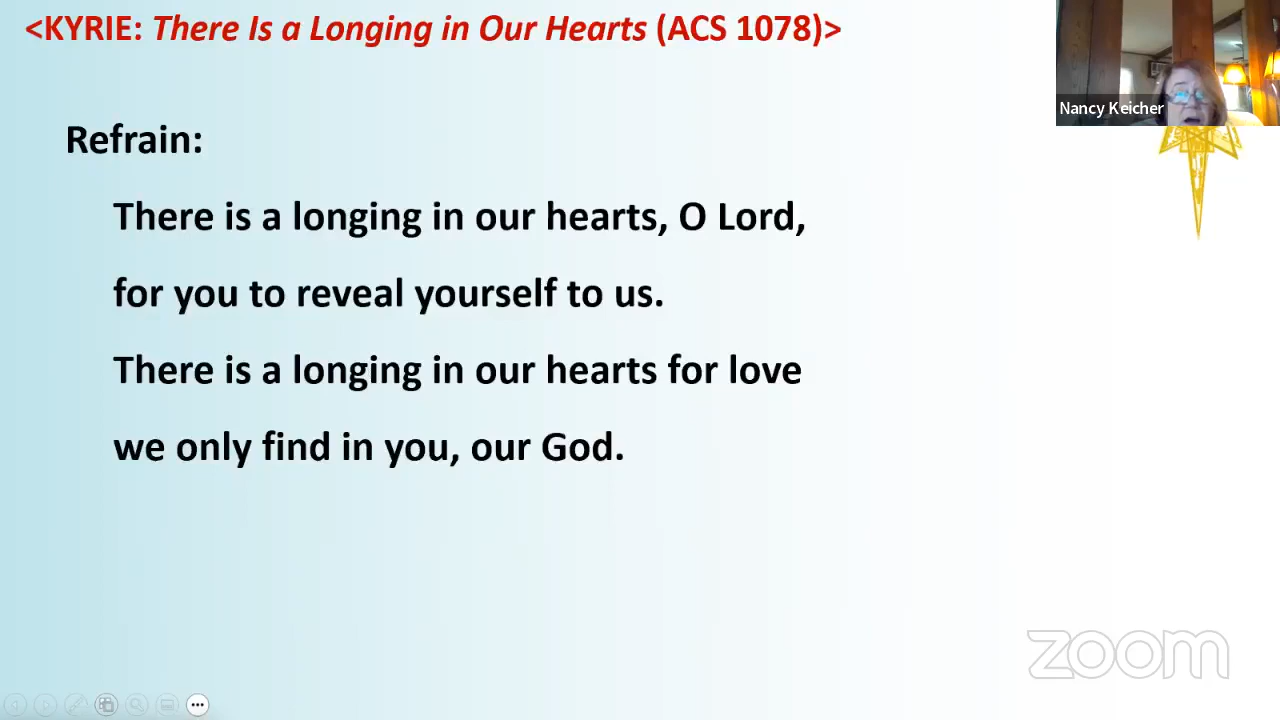 <KYRIE: There Is a Longing in Our Hearts (ACS 1078)>
Nancy Keicher
Refrain:
There is a longing in our hearts, O Lord,
for you to reveal yourself to us.
There is a longing in our hearts for love
we only find in you, our God.
zoom